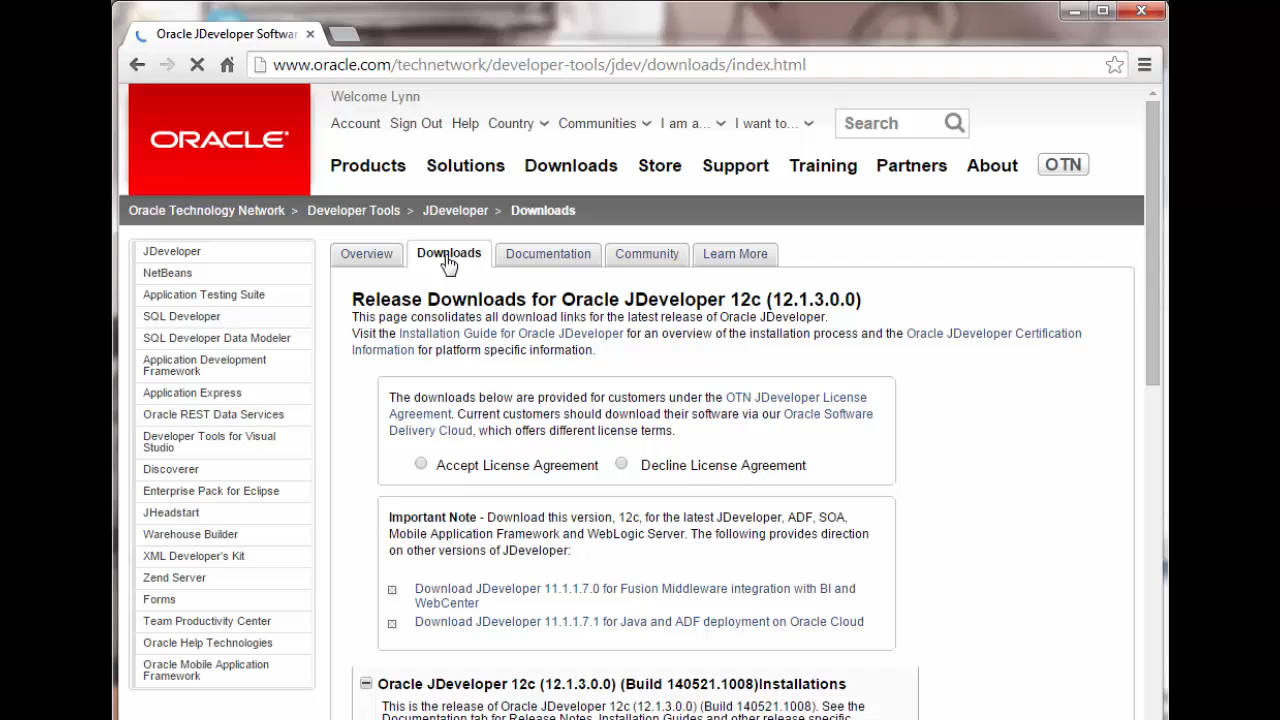 Oracle JDeveloper Softwar
www.oracle.com/technetwork/developer-tools/jdev/downloads/index.html
ORACLE®
Welcome Lynn
Account Sign Out Help Country Communities I am a... I want to...
Search
Products Solutions Downloads Store Support Training Partners About OTN
Oracle Technology Network > Developer Tools > JDeveloper > Downloads
JDeveloper
NetBeans
Application Testing Suite
SQL Developer
SQL Developer Data Modeler
Application Development
Framework
Application Express
Oracle REST Data Services
Developer Tools for Visual
Studio
Discoverer
Enterprise Pack for Eclipse
JHeadstart
Warehouse Builder
XML Developer's Kit
Zend Server
Forms
Team Productivity Center
Oracle Help Technologies
Oracle Mobile Application
Framework
Overview Downloads Documentation Community Learn More
Release Downloads for Oracle JDeveloper 12c (12.1.3.0.0)
This page consolidates all download links for the latest release of Oracle JDeveloper.
Visit the Installation Guide for Oracle JDeveloper for an overview of the installation process and the Oracle JDeveloper Certification
Information for platform specific information.
The downloads below are provided for customers under the OTN JDeveloper License
Agreement. Current customers should download their software via our Oracle Software
Delivery Cloud, which offers different license terms.
Accept License Agreement Decline License Agreement
Important Note - Download this version, 12c, for the latest JDeveloper, ADF, SOA,
Mobile Application Framework and WebLogic Server. The following provides direction
on other versions of JDeveloper:
Download JDeveloper 11.1.1.7.0 for Fusion Middleware integration with BI and
WebCenter
Download JDeveloper 11.1.1.7.1 for Java and ADF deployment on Oracle Cloud
Oracle JDeveloper 12c (12.1.3.0.0) (Build 140521.1008)Installations
This is the release of Oracle JDeveloper 12c (12.1.3.0.0) (Build 140521.1008). See the
Documentation tab for Release Notes, Installation Guides and other release specific